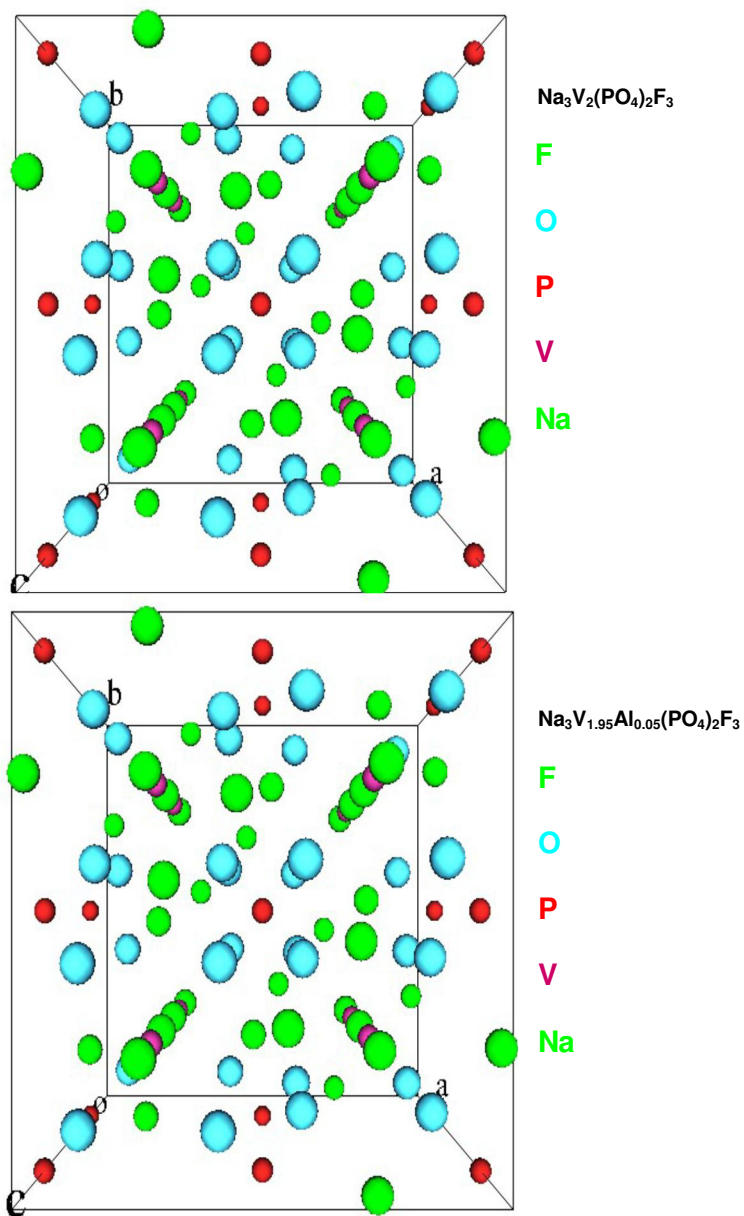 b
Na₃V₂(PO₄)₂F₃
F
O
P
V
Na
o
a
c
b
Na₃V₁.₉₅Al₀.₀₅(PO₄)₂F₃
F
O
P
V
Na
o
a
c